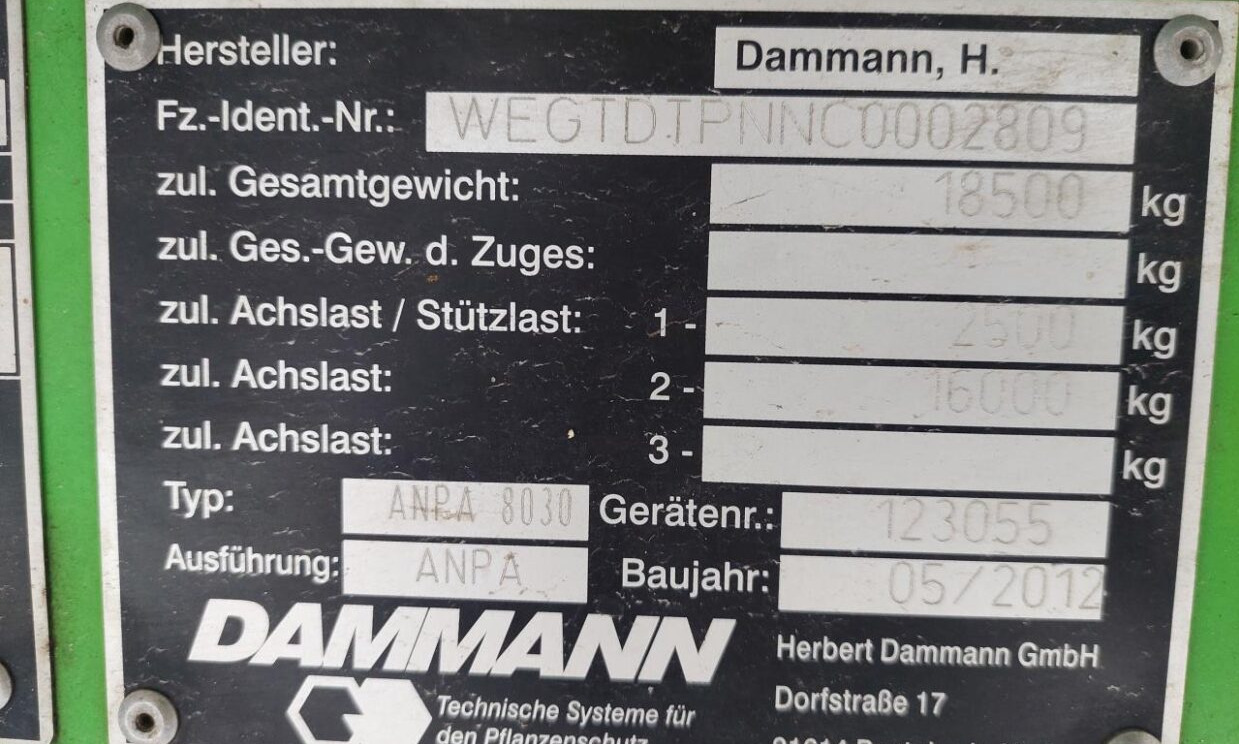 Hersteller: Dammann, H.
Fz.-Ident.-Nr.: WEGTDTPNNC0002809
zul. Gesamtgewicht: 18500 kg
zul. Ges.-Gew. d. Zuges: kg
zul. Achslast / Stützlast: 1 - 2500 kg
zul. Achslast: 2 - 16000 kg
zul. Achslast: 3 - kg
Typ: ANPA 8030 Gerätenr.: 123055
Ausführung: ANPA Baujahr: 05/2012
DAMMANN
Herbert Dammann GmbH
Dorfstraße 17
Technische Systeme für
den Pflanzenschutz